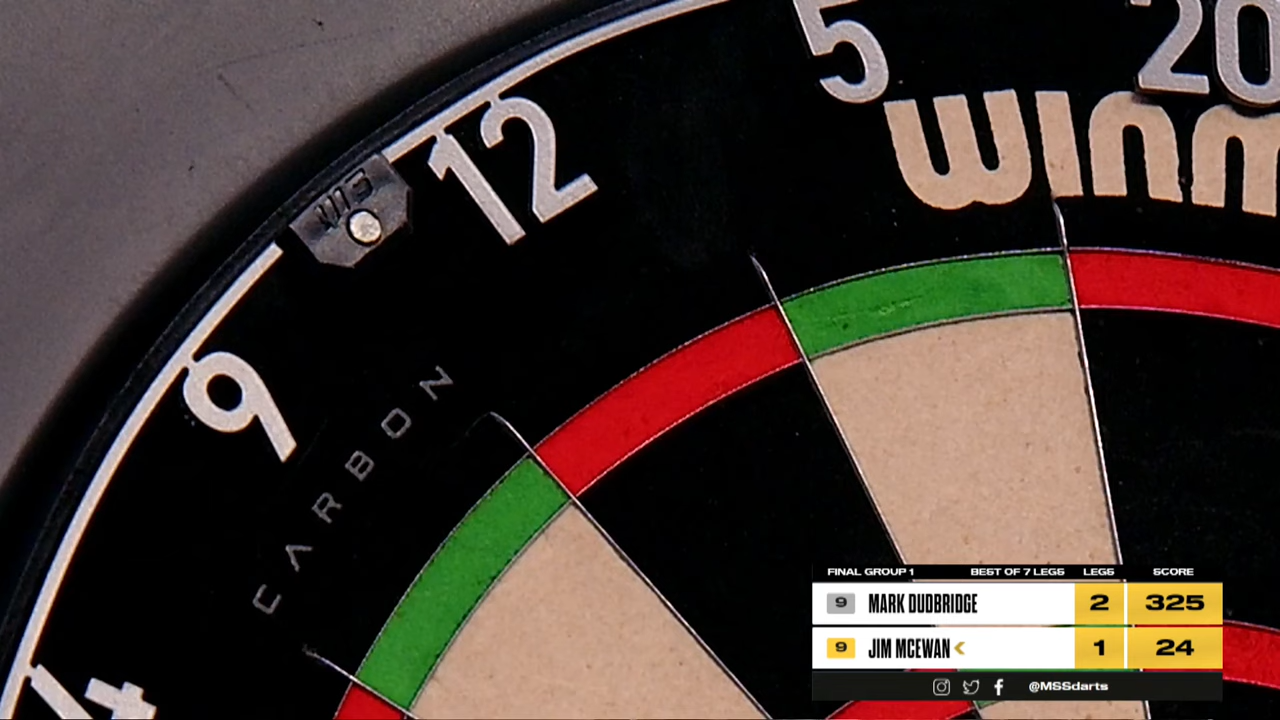 5
20
12
WINM
9
CARBON
14
FINAL GROUP 1 BEST OF 7 LEGS LEGS SCORE
9 MARK DUDBRIDGE 2 325
9 JIM MCEWAN 1 24
@MSSdarts